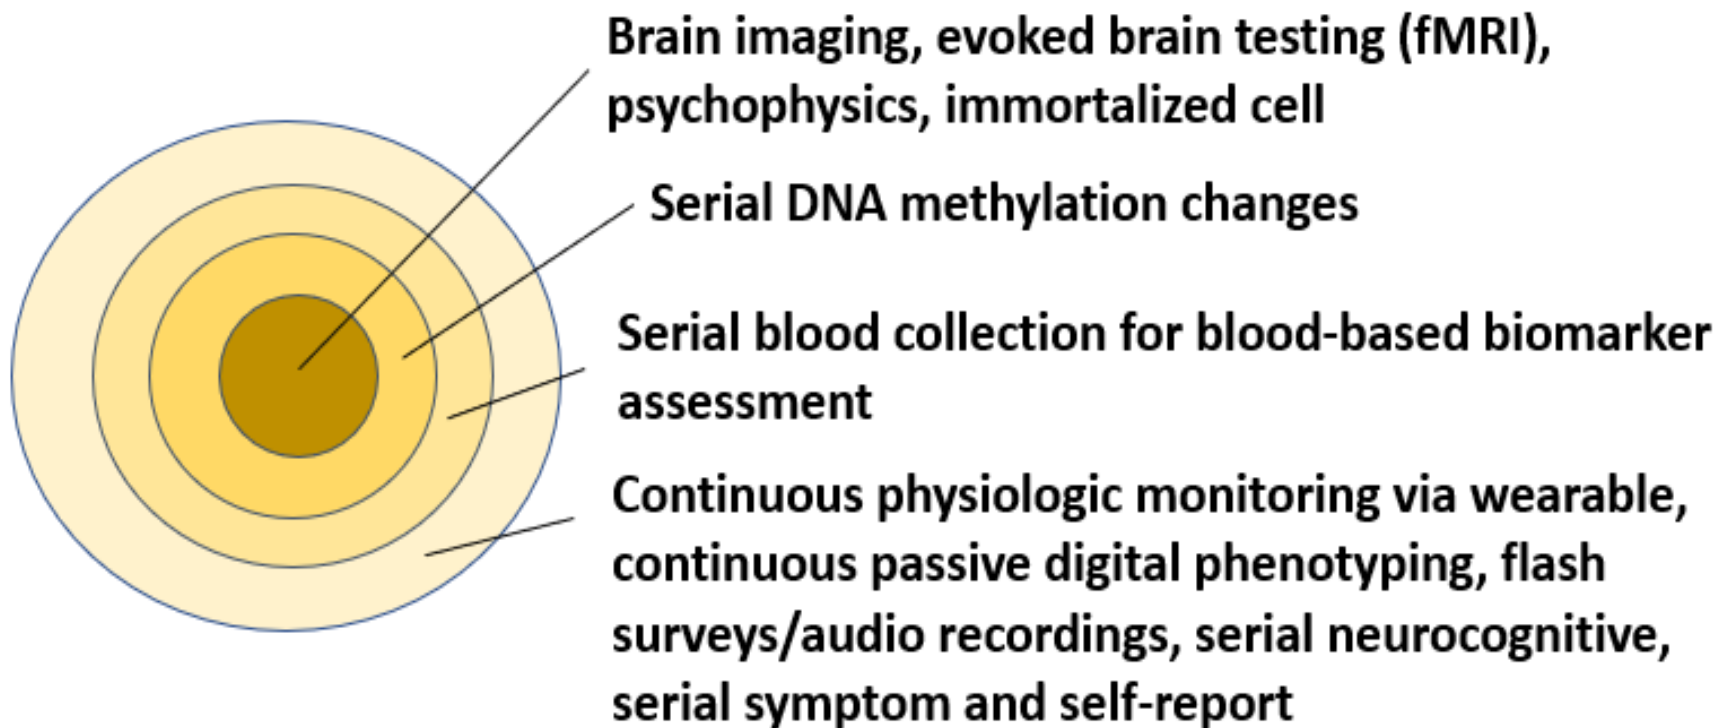 Brain imaging, evoked brain testing (fMRI),
psychophysics, immortalized cell
Serial DNA methylation changes
Serial blood collection for blood-based biomarker
assessment
Continuous physiologic monitoring via wearable,
continuous passive digital phenotyping, flash
surveys/audio recordings, serial neurocognitive,
serial symptom and self-report